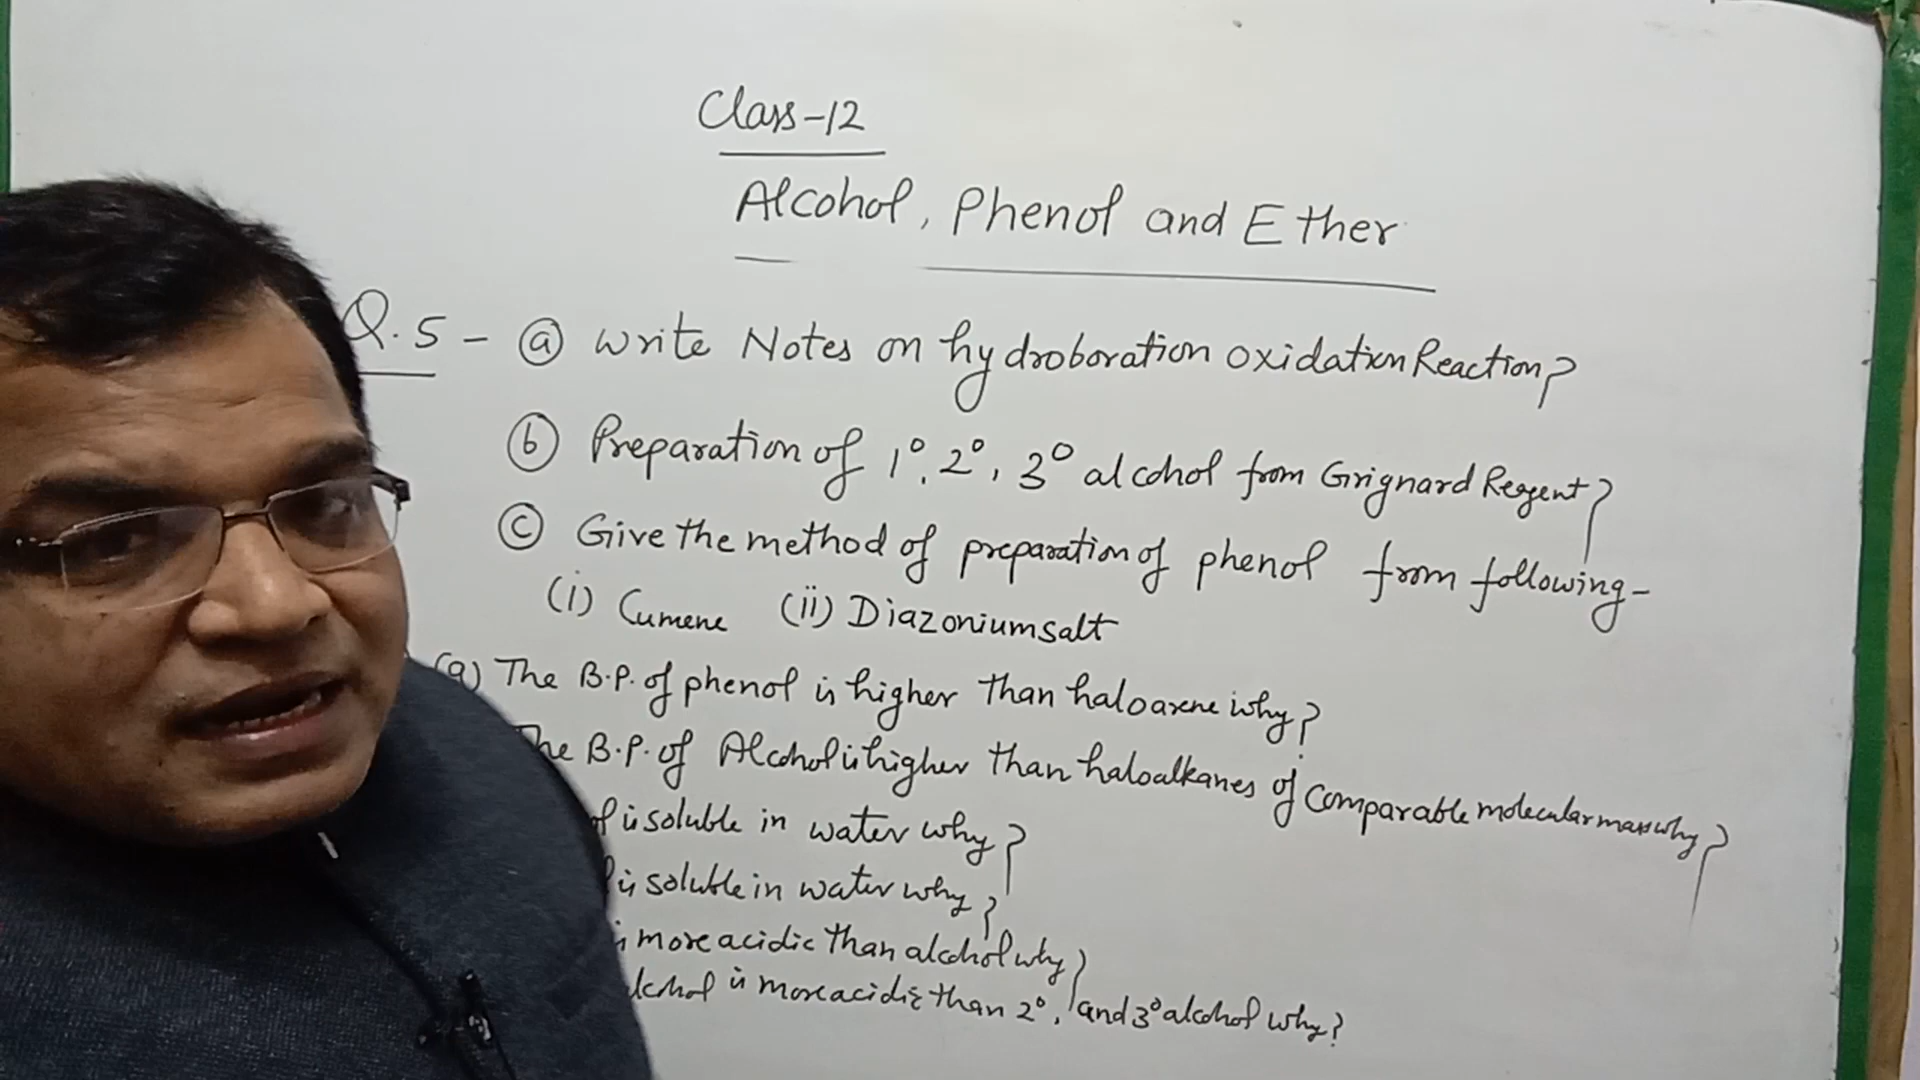 Class-12
Alcohol, Phenol and Ether
Q.5 - (a) Write Notes on hydroboration oxidation Reaction?
(b) Preparation of 1°, 2°, 3° alcohol from Grignard Regent?
(c) Give the method of preparation of phenol from following-
(i) Cumene (ii) Diazonium salt
(a) The B.P. of phenol is higher than haloarene why?
The B.P. of Alcohol is higher than haloalkanes of comparable molecular mass why?
is soluble in water why?
is soluble in water why?
is more acidic than alcohol why?
alcohol is more acidic than 2°, and 3° alcohol why?